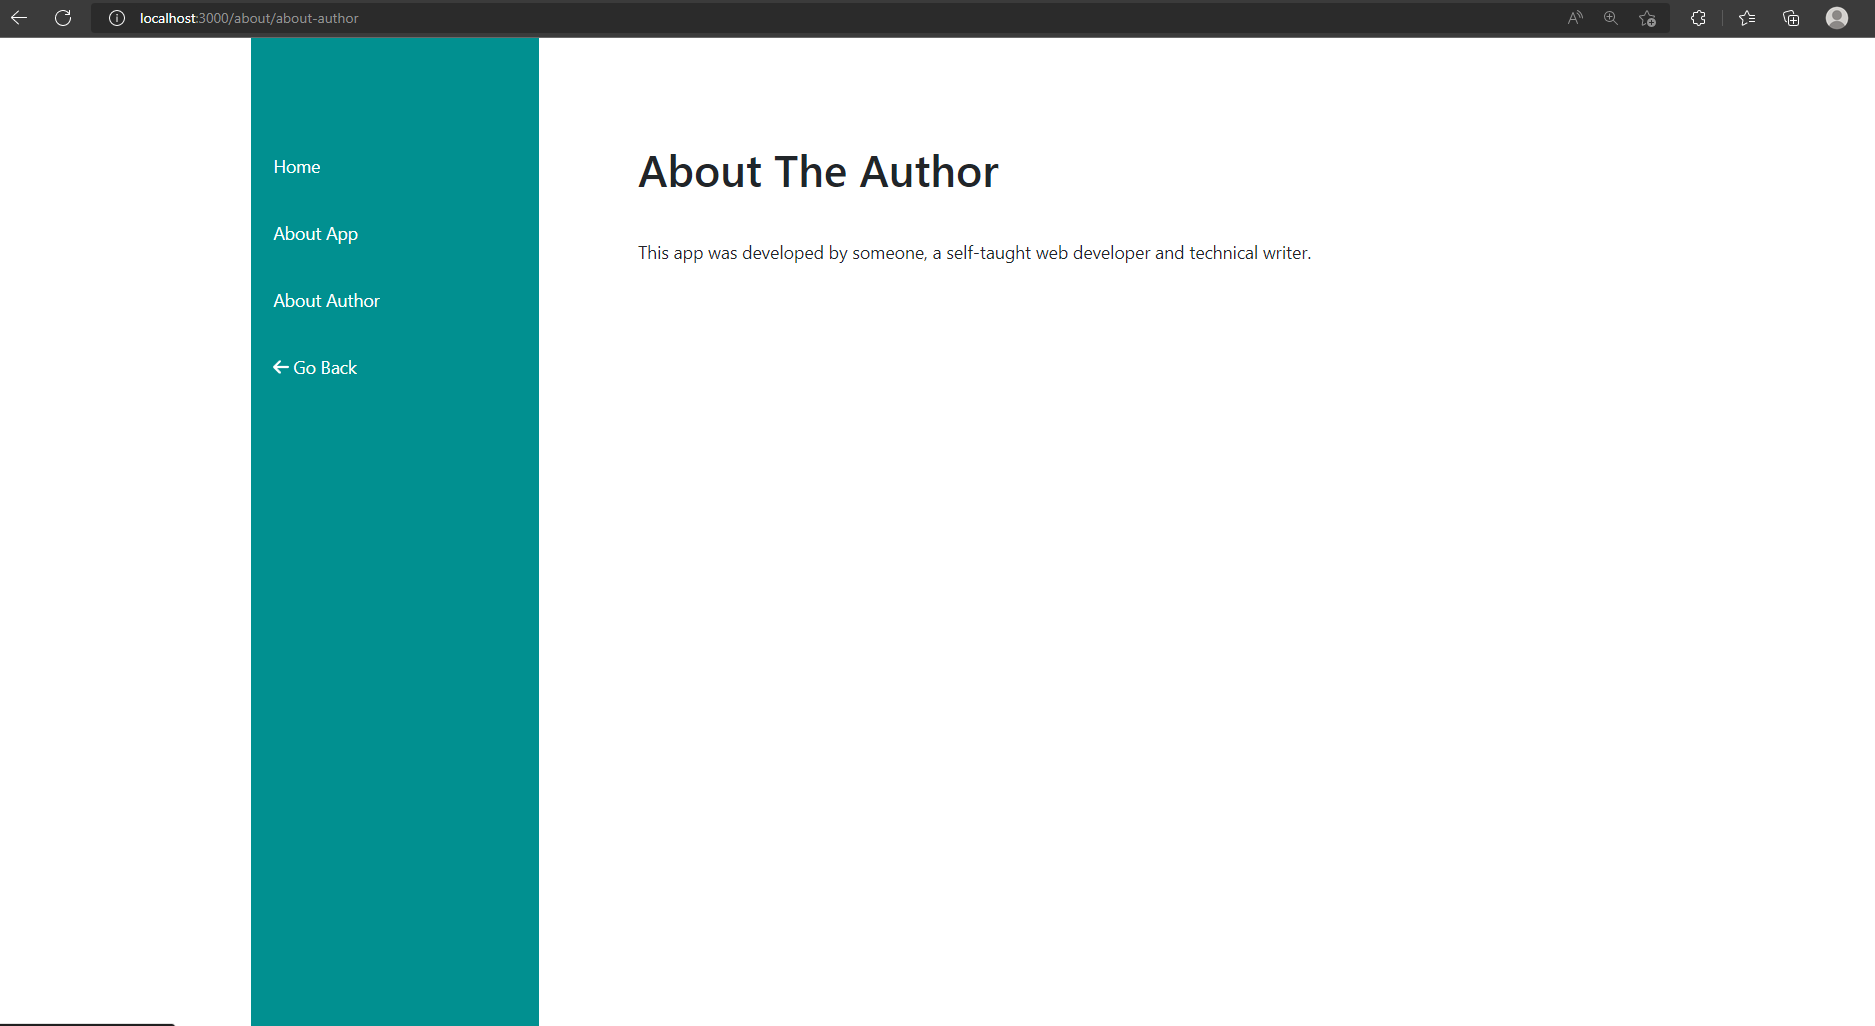 localhost:3000/about/about-author
Home
About App
About Author
Go Back
About The Author
This app was developed by someone, a self-taught web developer and technical writer.